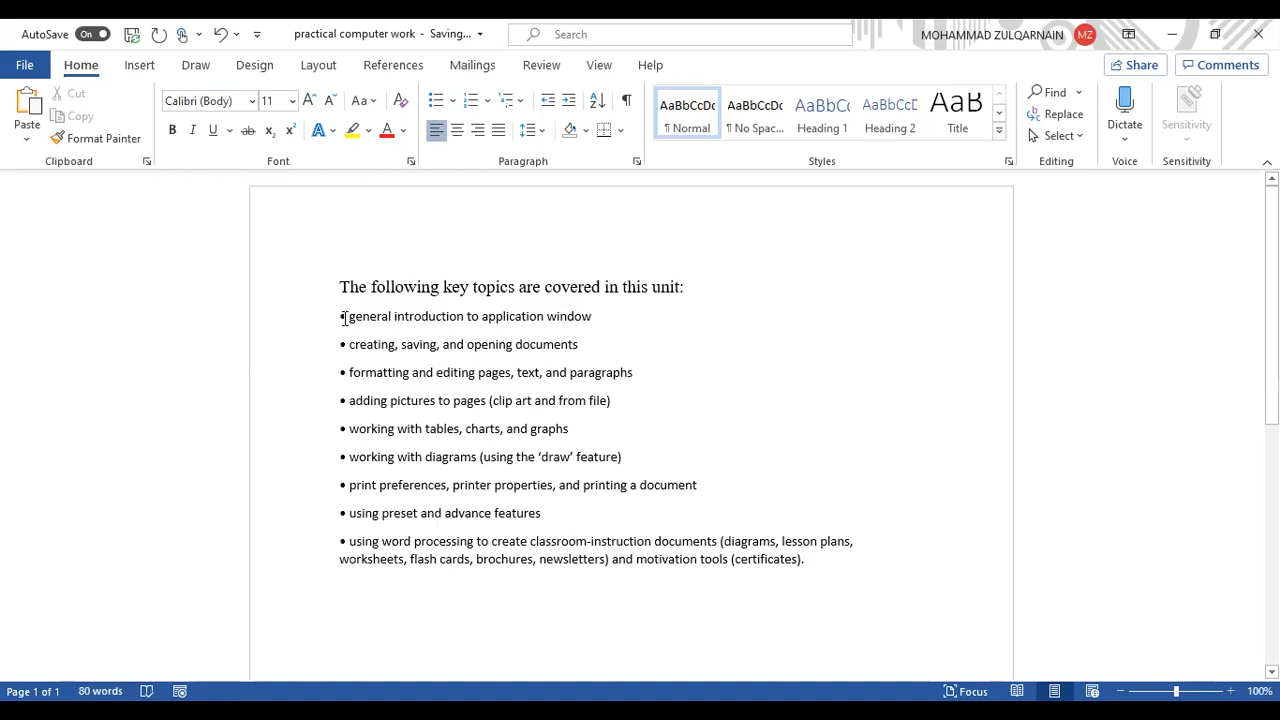 AutoSave On practical computer work - Saving... Search MOHAMMAD ZULQARNAIN MZ
File Home Insert Draw Design Layout References Mailings Review View Help Share Comments
Paste Cut Copy Format Painter
Calibri (Body) 11 Aa
B I U ab x₂ x² A A
AaBbCcDc ¶ Normal AaBbCcDc ¶ No Spac... AaBbCc Heading 1 AaBbCcD Heading 2 AaB Title
Find Replace Select
Dictate Sensitivity
Clipboard Font Paragraph Styles Editing Voice Sensitivity
The following key topics are covered in this unit:
• general introduction to application window
• creating, saving, and opening documents
• formatting and editing pages, text, and paragraphs
• adding pictures to pages (clip art and from file)
• working with tables, charts, and graphs
• working with diagrams (using the ‘draw’ feature)
• print preferences, printer properties, and printing a document
• using preset and advance features
• using word processing to create classroom-instruction documents (diagrams, lesson plans,
worksheets, flash cards, brochures, newsletters) and motivation tools (certificates).
Page 1 of 1 80 words Focus 100%